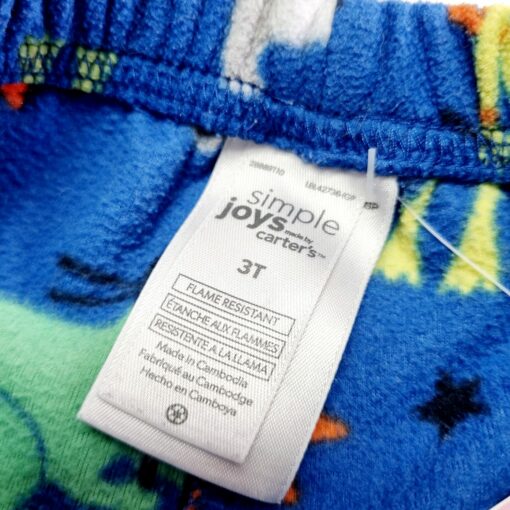 simple
joys made by
carter's™
3T
FLAME RESISTANT
ÉTANCHE AUX FLAMMES
RESISTENTE A LA LLAMA
Made in Cambodia
Fabriqué au Cambodge
Hecho en Camboya